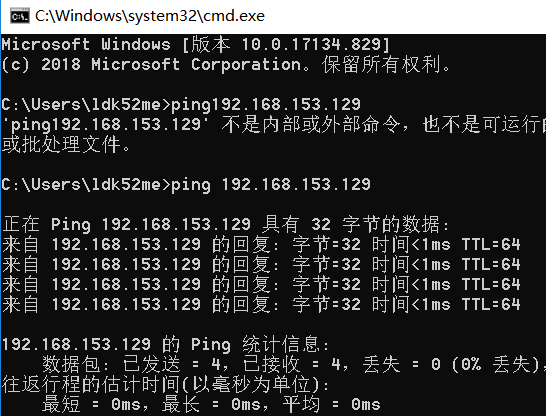 C:\Windows\system32\cmd.exe
Microsoft Windows [版本 10.0.17134.829]
(c) 2018 Microsoft Corporation。保留所有权利。
C:\Users\ldk52me>ping192.168.153.129
'ping192.168.153.129' 不是内部或外部命令，也不是可运行的
或批处理文件。
C:\Users\ldk52me>ping 192.168.153.129
正在 Ping 192.168.153.129 具有 32 字节的数据:
来自 192.168.153.129 的回复: 字节=32 时间<1ms TTL=64
来自 192.168.153.129 的回复: 字节=32 时间<1ms TTL=64
来自 192.168.153.129 的回复: 字节=32 时间<1ms TTL=64
来自 192.168.153.129 的回复: 字节=32 时间<1ms TTL=64
192.168.153.129 的 Ping 统计信息:
数据包: 已发送 = 4，已接收 = 4，丢失 = 0 (0% 丢失)，
往返行程的估计时间(以毫秒为单位):
最短 = 0ms，最长 = 0ms，平均 = 0ms